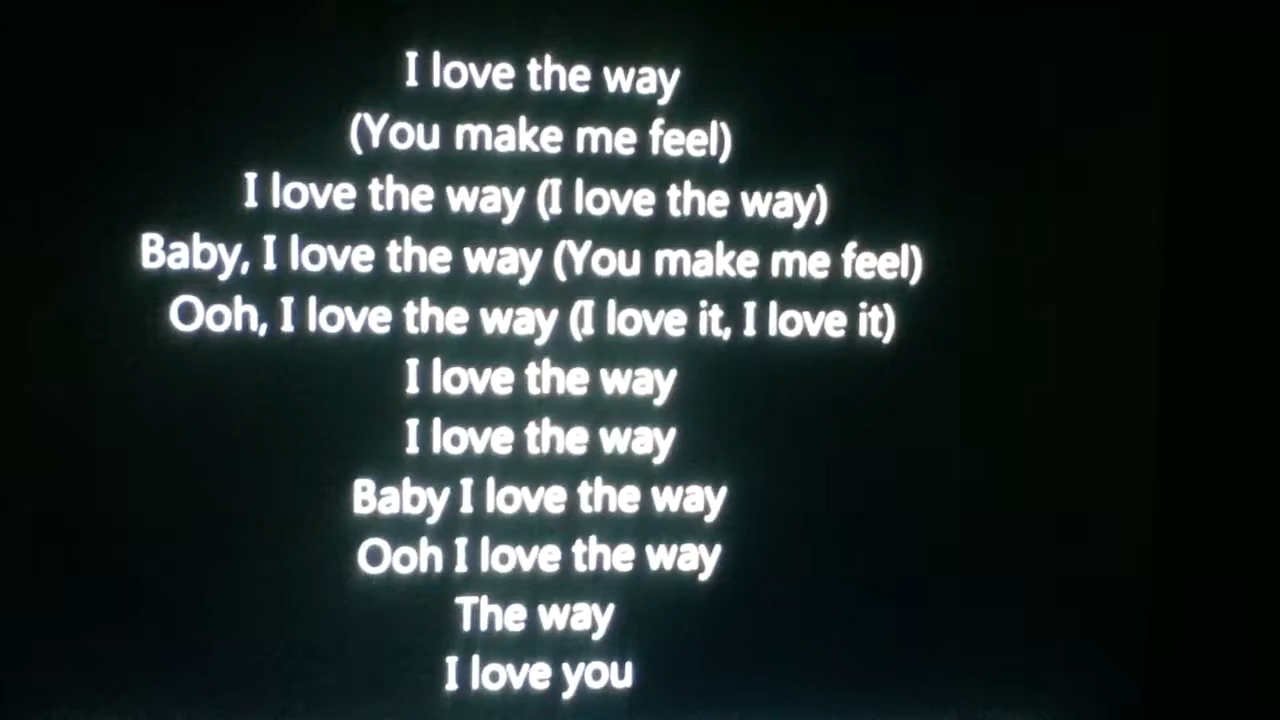 I love the way
(You make me feel)
I love the way (I love the way)
Baby, I love the way (You make me feel)
Ooh, I love the way (I love it, I love it)
I love the way
I love the way
Baby I love the way
Ooh I love the way
The way
I love you